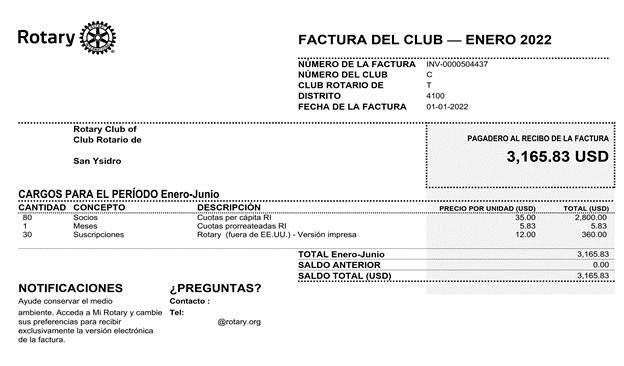 Rotary
FACTURA DEL CLUB — ENERO 2022
NÚMERO DE LA FACTURA INV-0000504437
NÚMERO DEL CLUB C
CLUB ROTARIO DE T
DISTRITO 4100
FECHA DE LA FACTURA 01-01-2022
Rotary Club of
Club Rotario de
San Ysidro
PAGADERO AL RECIBO DE LA FACTURA
3,165.83 USD
CARGOS PARA EL PERÍODO Enero-Junio
CANTIDAD CONCEPTO DESCRIPCIÓN PRECIO POR UNIDAD (USD) TOTAL (USD)
80 Socios Cuotas per cápita RI 35.00 2,800.00
1 Meses Cuotas prorreateadas RI 5.83 5.83
30 Suscripciones Rotary (fuera de EE.UU.) - Versión impresa 12.00 360.00
TOTAL Enero-Junio 3,165.83
SALDO ANTERIOR 0.00
SALDO TOTAL (USD) 3,165.83
NOTIFICACIONES
Ayude conservar el medio
ambiente. Acceda a Mi Rotary y cambie
sus preferencias para recibir
exclusivamente la versión electrónica
de la factura.
¿PREGUNTAS?
Contacto :
Tel:
@rotary.org